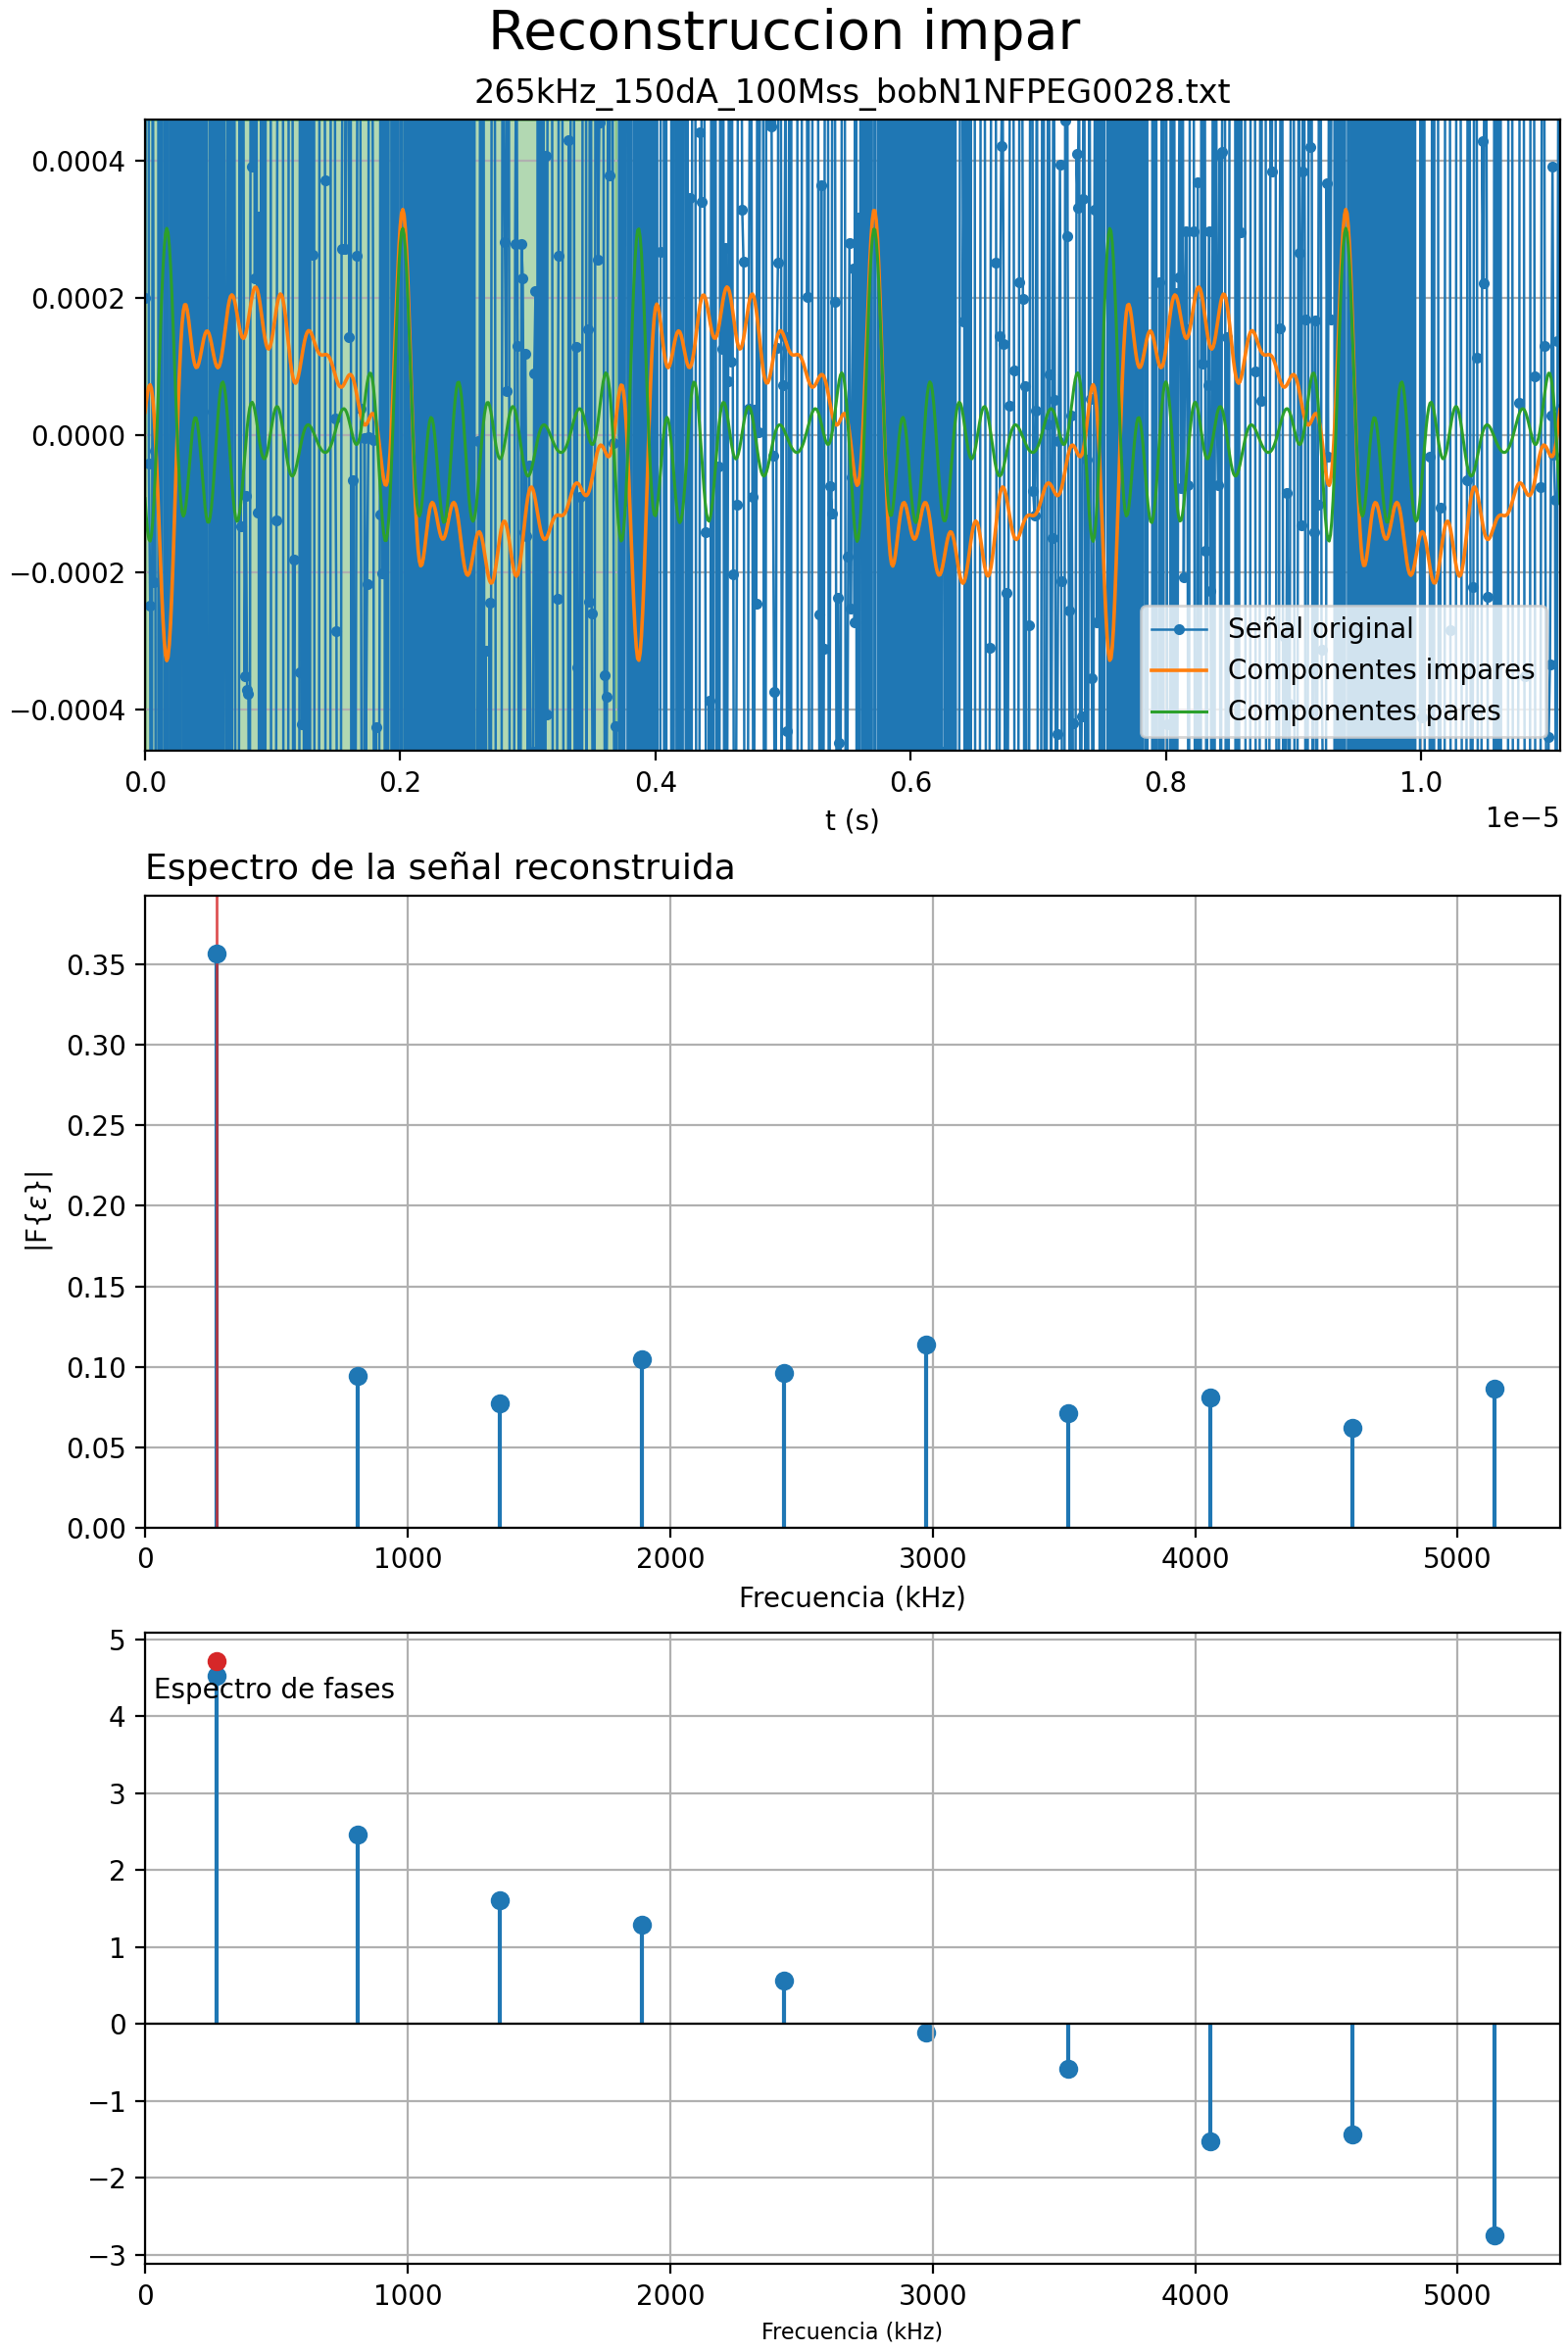 Reconstruccion impar
265kHz_150dA_100Mss_bobN1NFPEG0028.txt
0.0004
0.0002
0.0000
−0.0002
−0.0004
Señal original
Componentes impares
Componentes pares
0.0 0.2 0.4 0.6 0.8 1.0
1e−5
t (s)
Espectro de la señal reconstruida
0.35
0.30
0.25
0.20
0.15
0.10
0.05
0.00
|F{ε}|
0 1000 2000 3000 4000 5000
Frecuencia (kHz)
5
Espectro de fases
4
3
2
1
0
−1
−2
−3
0 1000 2000 3000 4000 5000
Frecuencia (kHz)